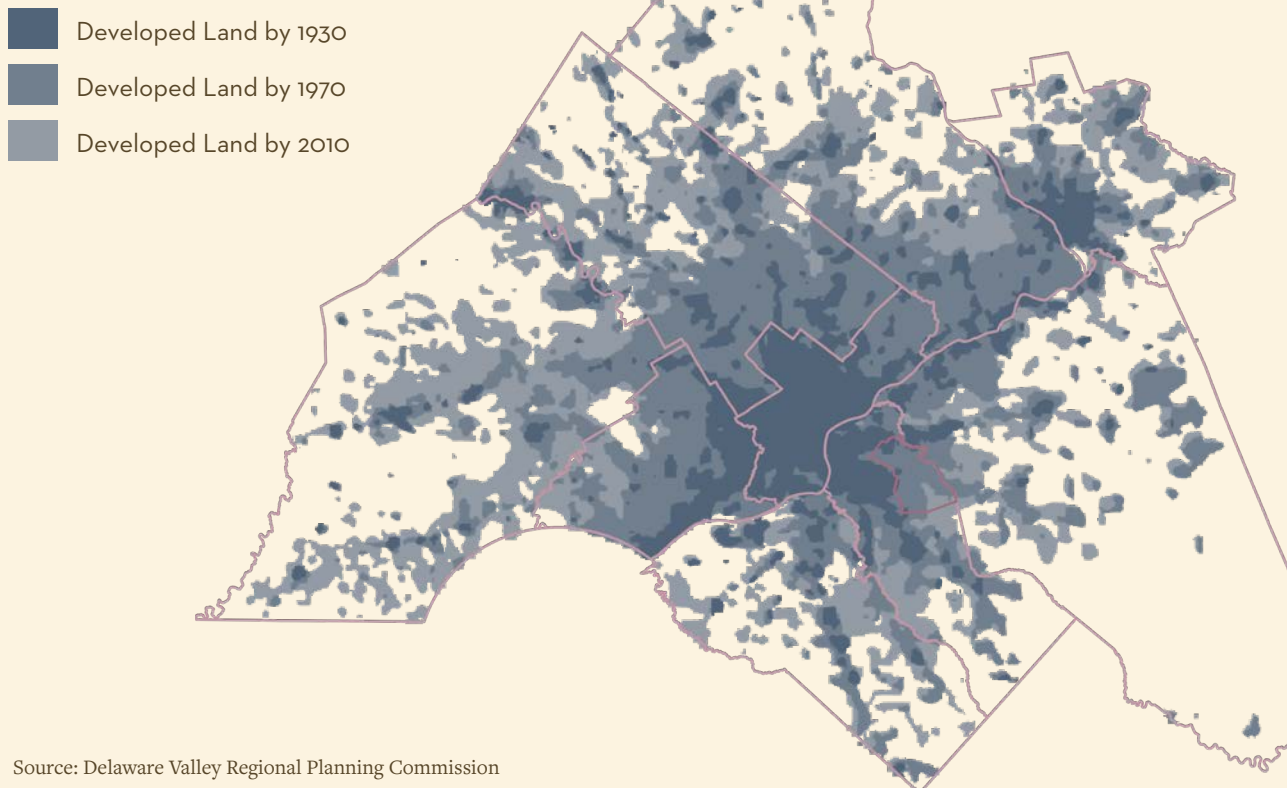 Developed Land by 1930
Developed Land by 1970
Developed Land by 2010
Source: Delaware Valley Regional Planning Commission